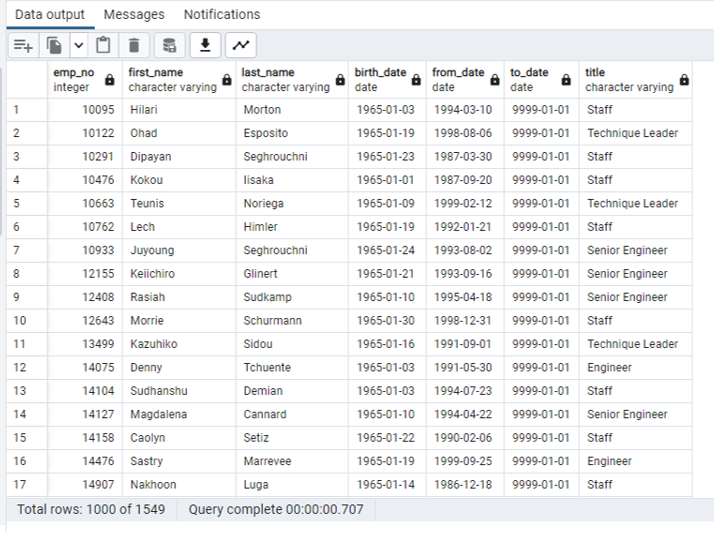 Data output Messages Notifications
emp_no first_name last_name birth_date from_date to_date title
integer character varying character varying date date date character varying
1 10095 Hilari Morton 1965-01-03 1994-03-10 9999-01-01 Staff
2 10122 Ohad Esposito 1965-01-19 1998-08-06 9999-01-01 Technique Leader
3 10291 Dipayan Seghrouchni 1965-01-23 1987-03-30 9999-01-01 Staff
4 10476 Kokou Iisaka 1965-01-01 1987-09-20 9999-01-01 Staff
5 10663 Teunis Noriega 1965-01-09 1999-02-12 9999-01-01 Technique Leader
6 10762 Lech Himler 1965-01-19 1992-01-21 9999-01-01 Staff
7 10933 Juyoung Seghrouchni 1965-01-24 1993-08-02 9999-01-01 Senior Engineer
8 12155 Keiichiro Glinert 1965-01-21 1993-09-16 9999-01-01 Senior Engineer
9 12408 Rasiah Sudkamp 1965-01-10 1995-04-18 9999-01-01 Senior Engineer
10 12643 Morrie Schurmann 1965-01-30 1998-12-31 9999-01-01 Staff
11 13499 Kazuhiko Sidou 1965-01-16 1991-09-01 9999-01-01 Technique Leader
12 14075 Denny Tchuente 1965-01-03 1991-05-30 9999-01-01 Engineer
13 14104 Sudhanshu Demian 1965-01-03 1994-07-23 9999-01-01 Staff
14 14127 Magdalena Cannard 1965-01-10 1994-04-22 9999-01-01 Senior Engineer
15 14158 Caolyn Setiz 1965-01-22 1990-02-06 9999-01-01 Staff
16 14476 Sastry Marrevee 1965-01-19 1999-09-25 9999-01-01 Engineer
17 14907 Nakhoon Luga 1965-01-14 1986-12-18 9999-01-01 Staff
Total rows: 1000 of 1549 Query complete 00:00:00.707